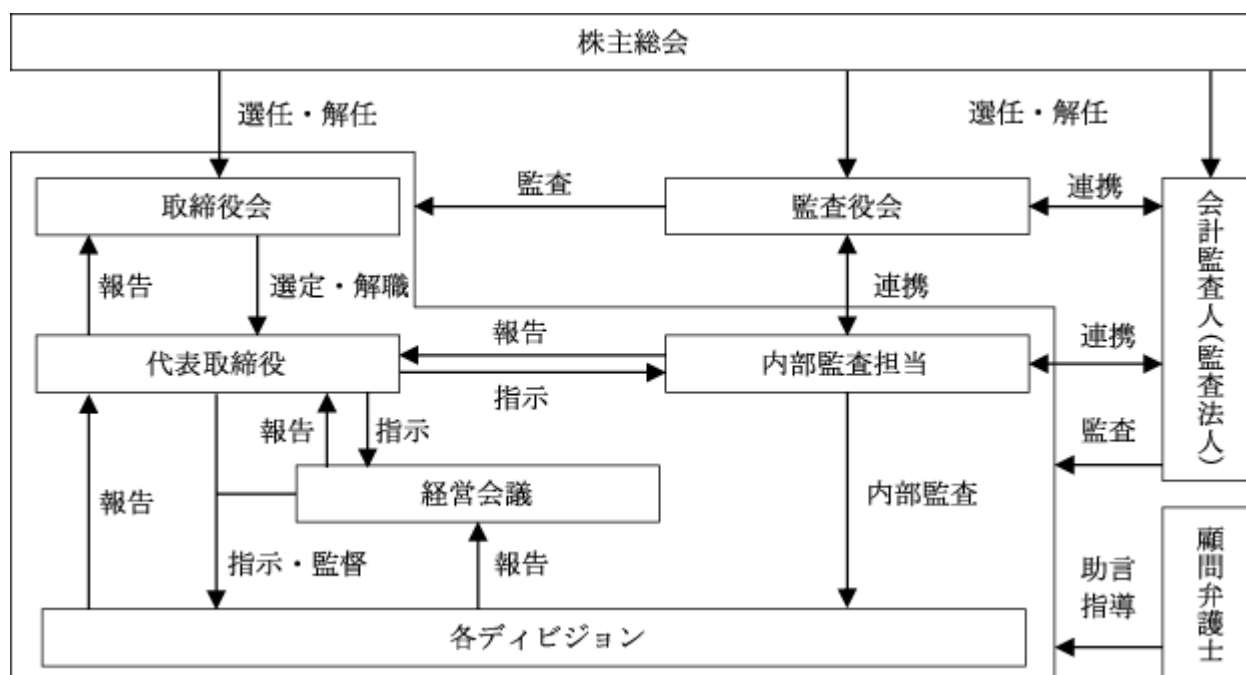 株主総会
選任・解任
選任・解任
取締役会
監査
監査役会
連携
会計監査人(監査法人)
報告
選定・解職
連携
代表取締役
報告
指示
内部監査担当
連携
報告
指示
監査
経営会議
報告
内部監査
指示・監督
報告
助言
指導
顧問弁護士
各ディビジョン